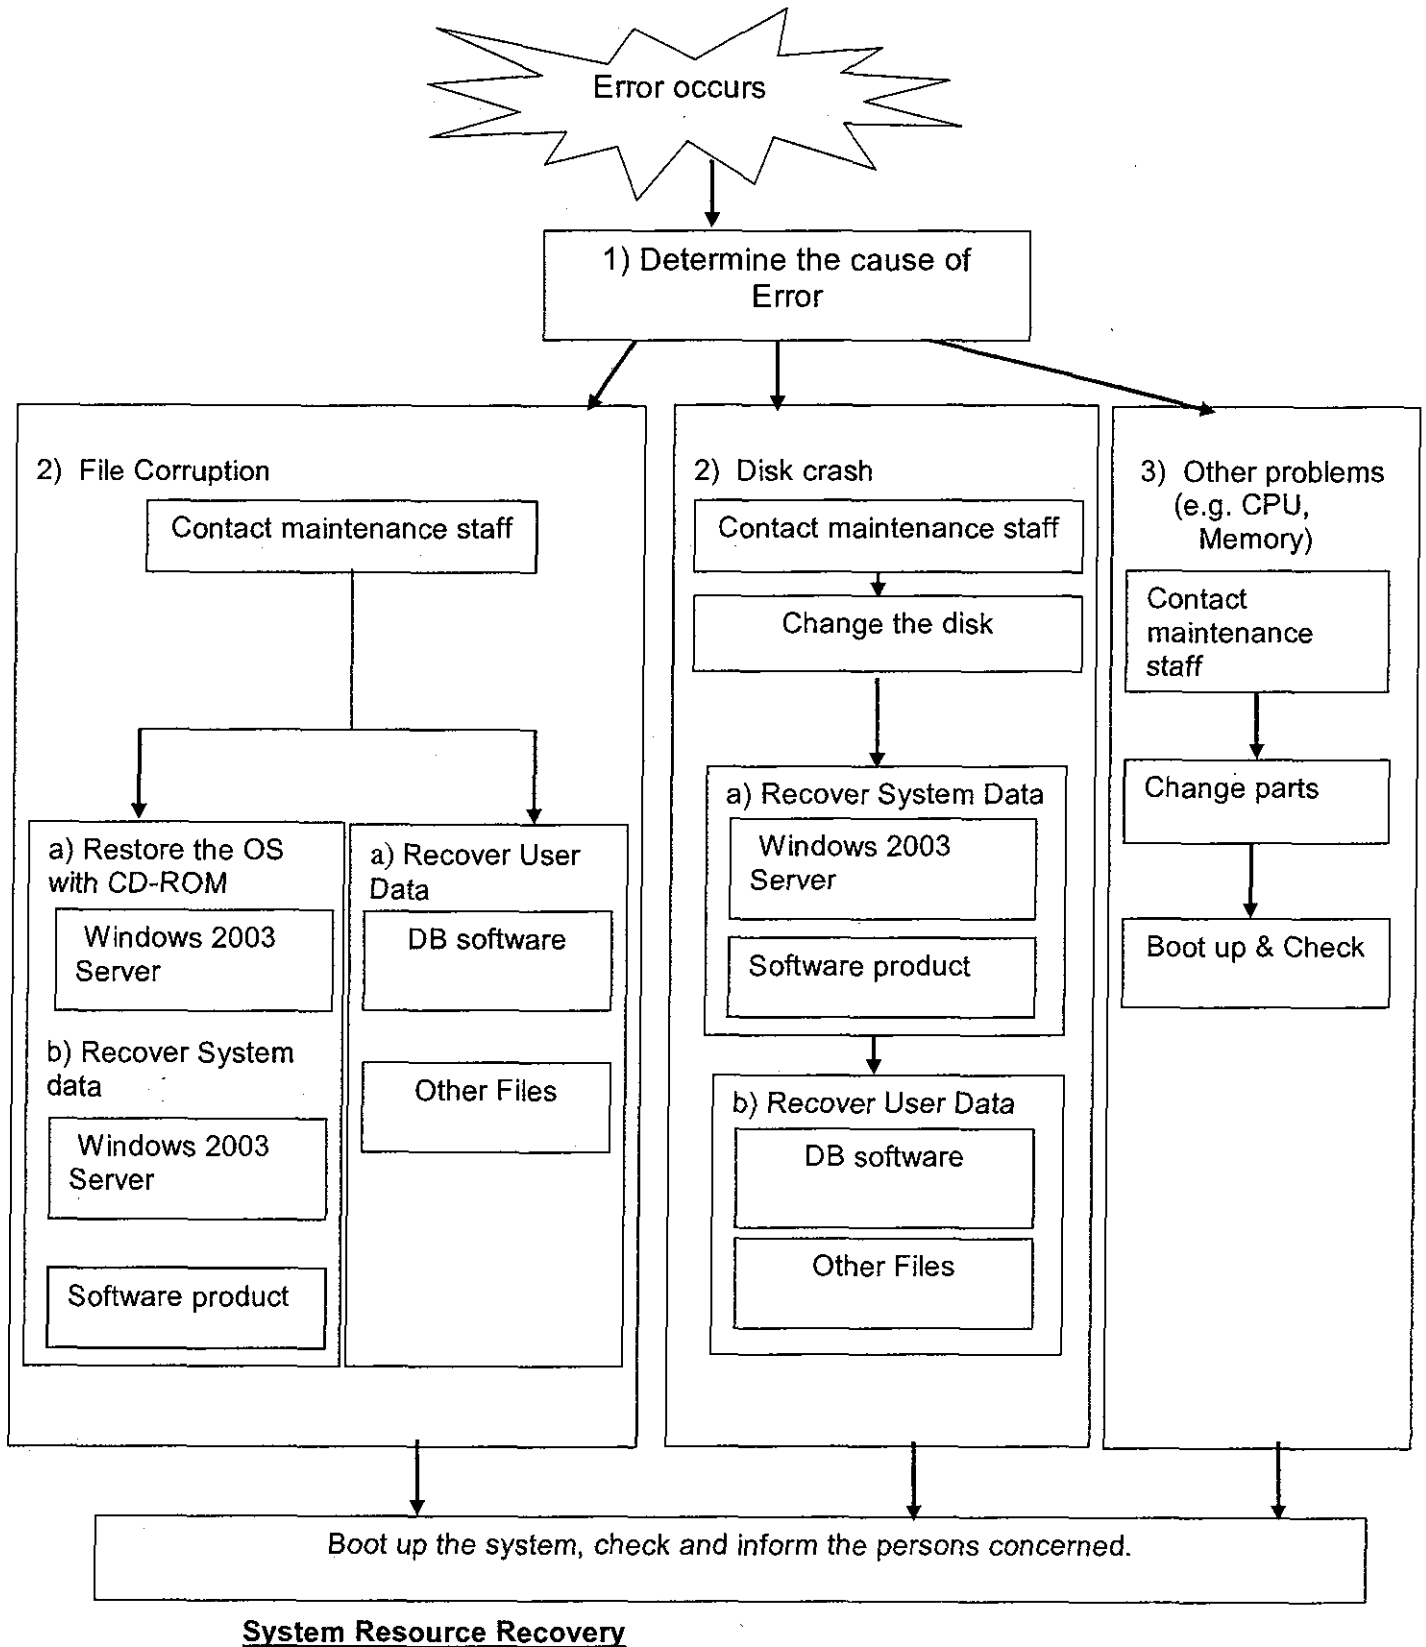 Error occurs
1) Determine the cause of
Error
2) File Corruption
Contact maintenance staff
a) Restore the OS
with CD-ROM
Windows 2003
Server
b) Recover System
data
Windows 2003
Server
Software product
a) Recover User
Data
DB software
Other Files
2) Disk crash
Contact maintenance staff
Change the disk
a) Recover System Data
Windows 2003
Server
Software product
b) Recover User Data
DB software
Other Files
3) Other problems
(e.g. CPU,
Memory)
Contact
maintenance
staff
Change parts
Boot up & Check
Boot up the system, check and inform the persons concerned.
System Resource Recovery